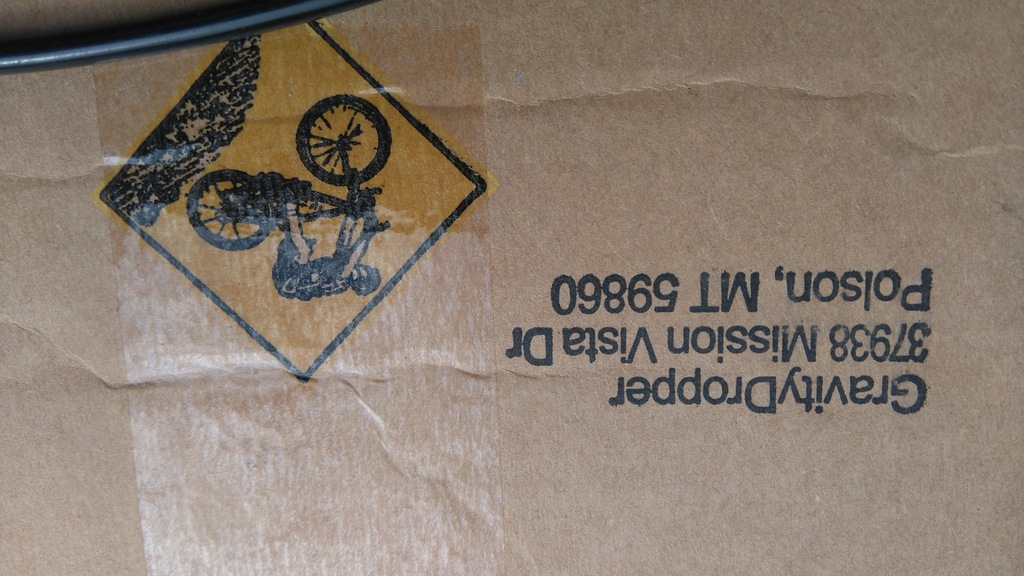 GravityDropper
37938 Mission Vista Dr
Polson, MT 59860